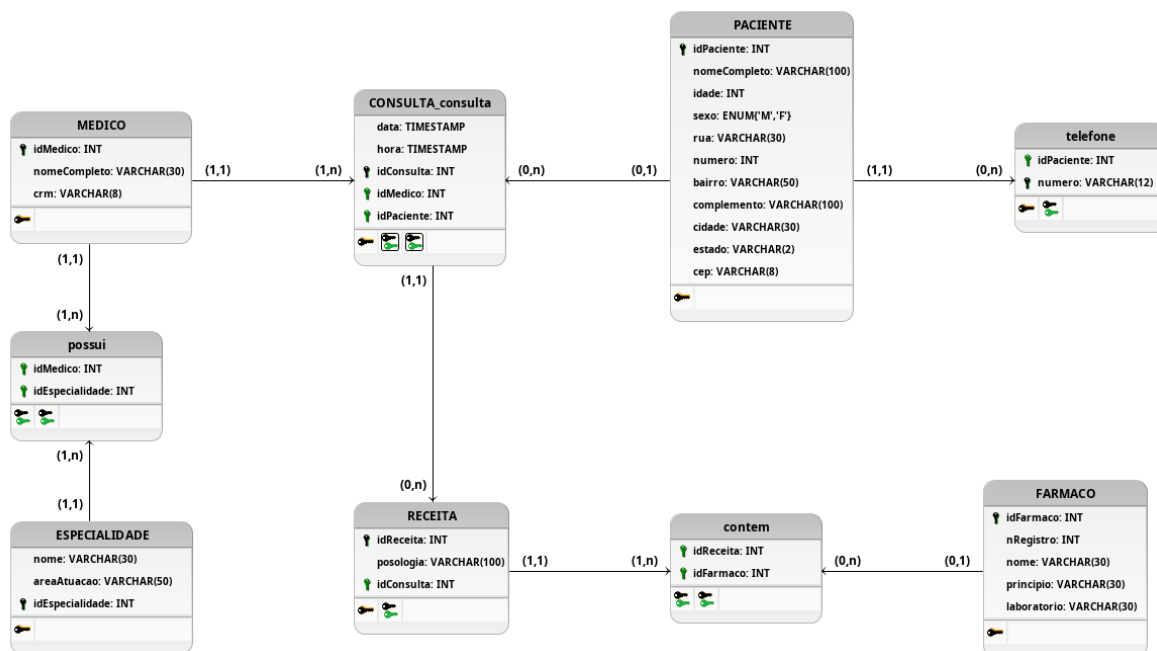 PACIENTE
idPaciente: INT
nomeCompleto: VARCHAR(100)
idade: INT
sexo: ENUM('M','F')
rua: VARCHAR(30)
numero: INT
bairro: VARCHAR(50)
complemento: VARCHAR(100)
cidade: VARCHAR(30)
estado: VARCHAR(2)
cep: VARCHAR(8)
CONSULTA_consulta
data: TIMESTAMP
hora: TIMESTAMP
idConsulta: INT
idMedico: INT
idPaciente: INT
MEDICO
idMedico: INT
nomeCompleto: VARCHAR(30)
crm: VARCHAR(8)
telefone
idPaciente: INT
numero: VARCHAR(12)
(1,1)
(1,n)
(0,n)
(0,1)
(1,1)
(0,n)
(1,1)
(1,n)
(1,1)
(0,n)
possui
idMedico: INT
idEspecialidade: INT
(1,n)
(1,1)
ESPECIALIDADE
nome: VARCHAR(30)
areaAtuacao: VARCHAR(50)
idEspecialidade: INT
RECEITA
idReceita: INT
posologia: VARCHAR(100)
idConsulta: INT
(1,1)
(1,n)
contem
idReceita: INT
idFarmaco: INT
(0,n)
(0,1)
FARMACO
idFarmaco: INT
nRegistro: INT
nome: VARCHAR(30)
principio: VARCHAR(30)
laboratorio: VARCHAR(30)